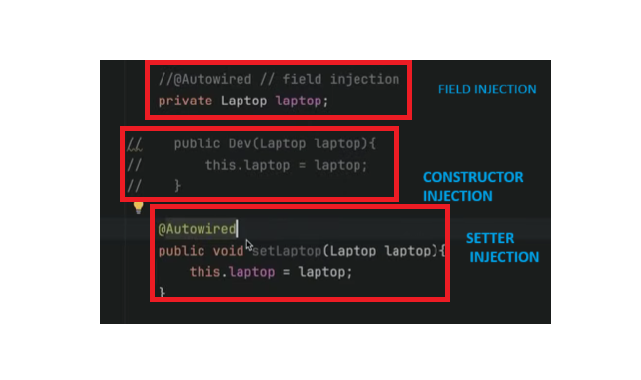 //@Autowired // field injection
private Laptop laptop;
FIELD INJECTION
// public Dev(Laptop laptop){
// this.laptop = laptop;
// }
CONSTRUCTOR
INJECTION
@Autowired
public void setLaptop(Laptop laptop){
this.laptop = laptop;
}
SETTER
INJECTION